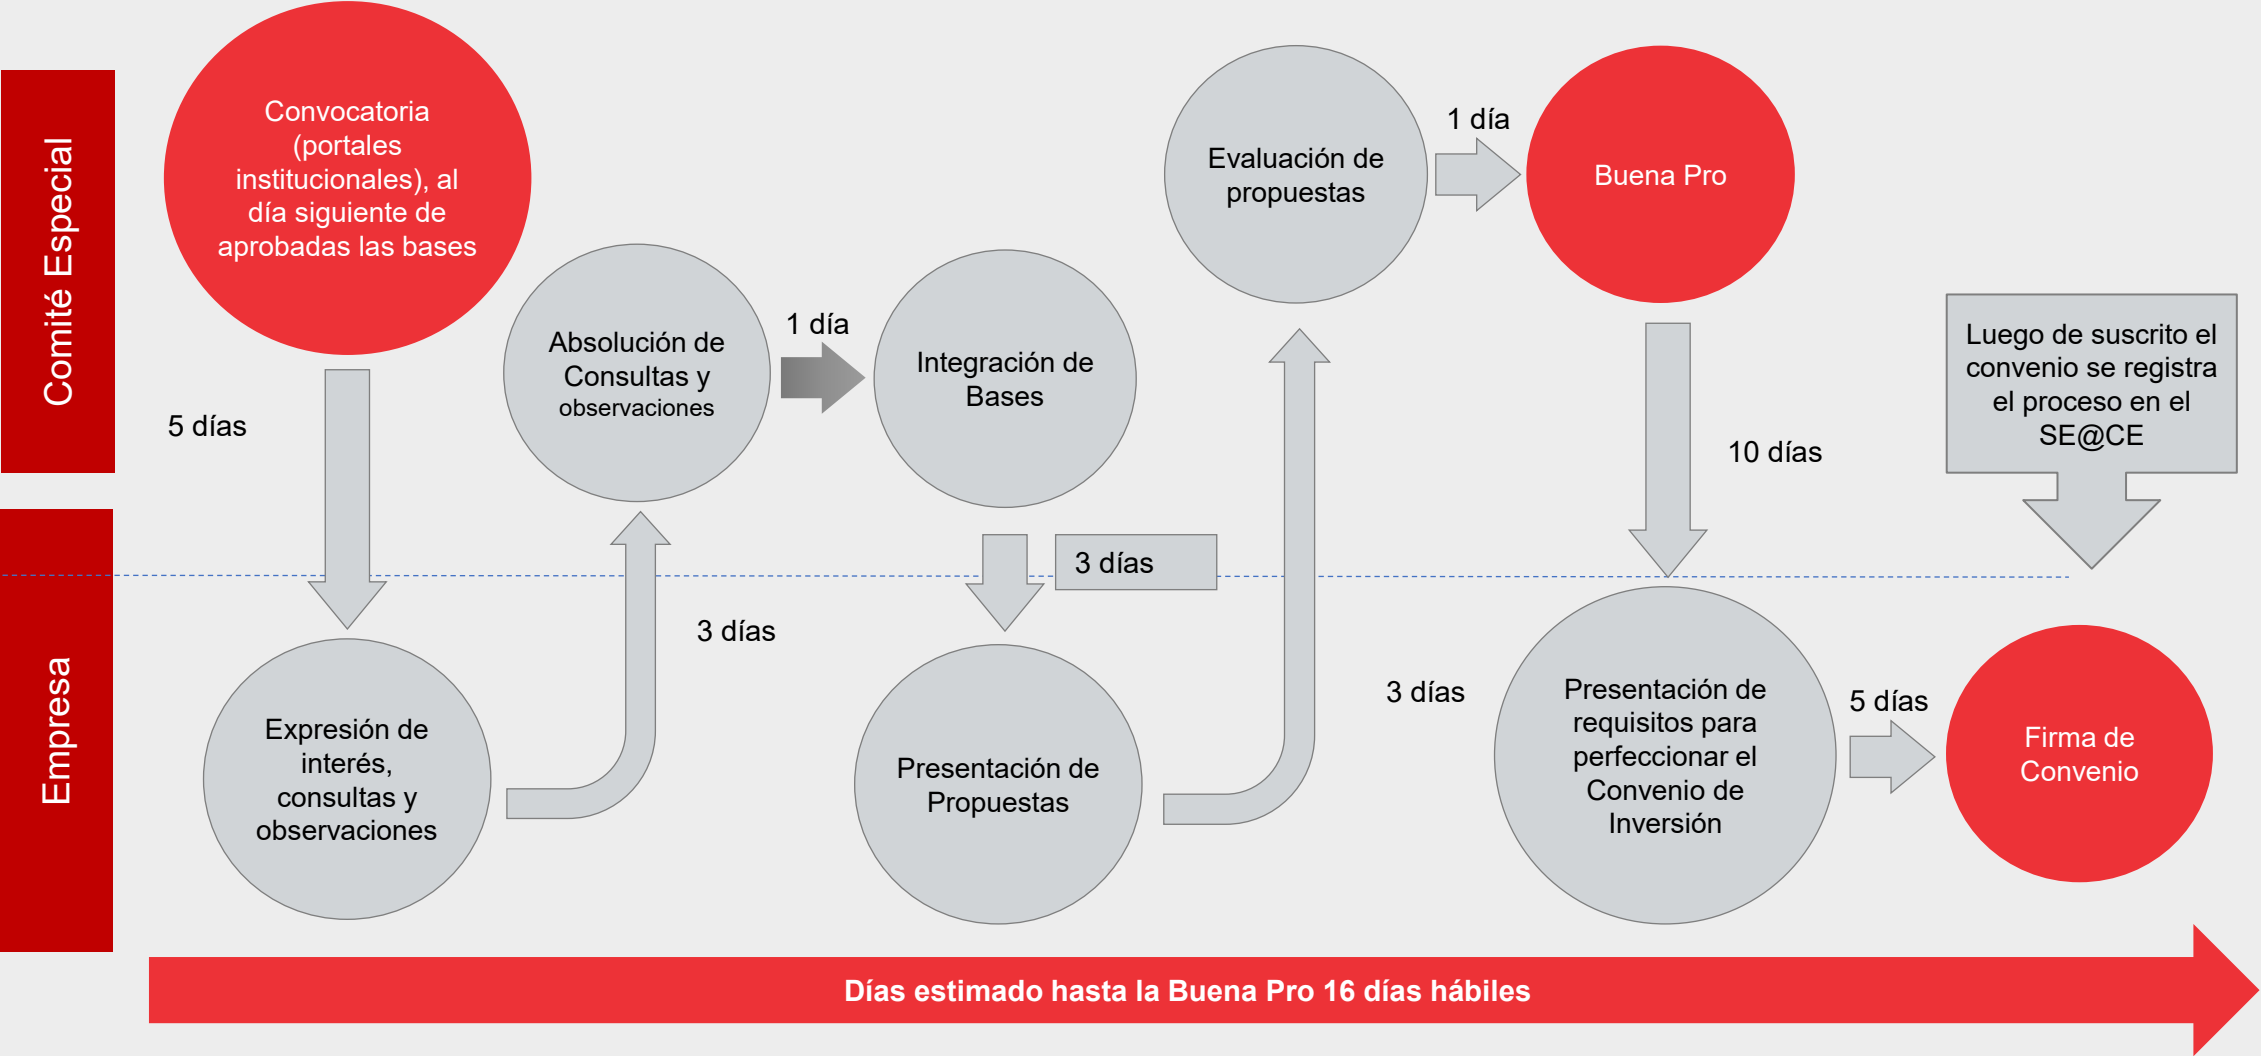 Comité Especial
Empresa
Convocatoria
(portales
institucionales), al
día siguiente de
aprobadas las bases
5 días
Expresión de
interés,
consultas y
observaciones
3 días
Absolución de
Consultas y
observaciones
1 día
Integración de
Bases
3 días
Presentación de
Propuestas
3 días
Evaluación de
propuestas
1 día
Buena Pro
10 días
Presentación de
requisitos para
perfeccionar el
Convenio de
Inversión
5 días
Firma de
Convenio
Luego de suscrito el
convenio se registra
el proceso en el
SE@CE
Días estimado hasta la Buena Pro 16 días hábiles